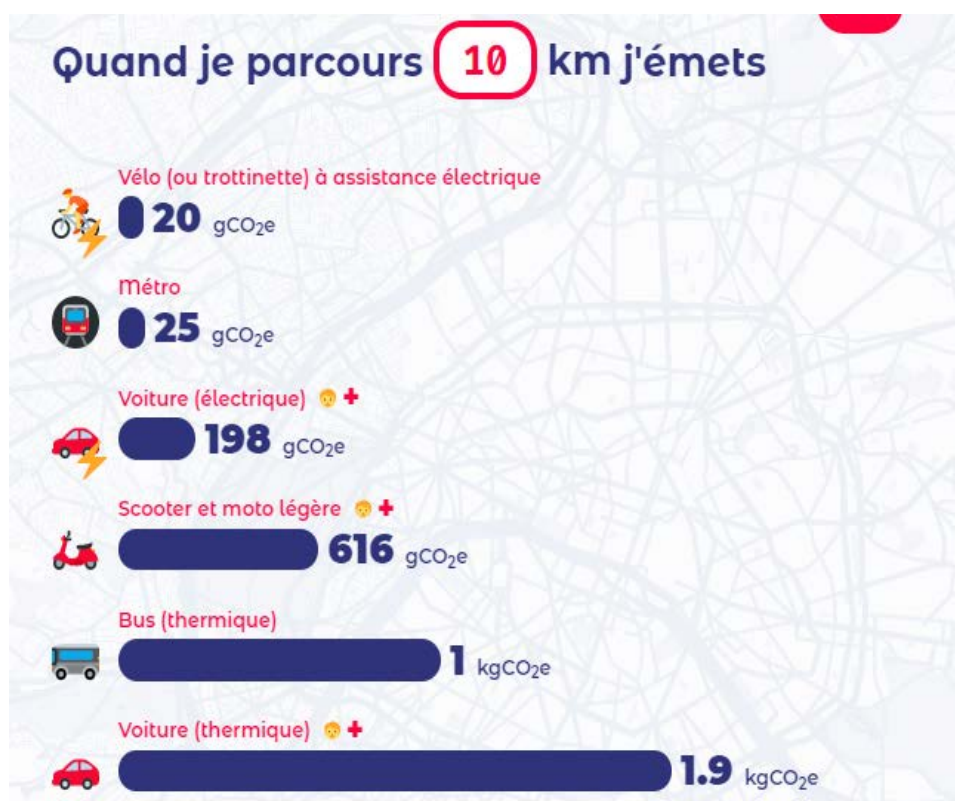 Quand je parcours 10 km j'émets
Vélo (ou trottinette) à assistance électrique
20 gCO₂e
Métro
25 gCO₂e
Voiture (électrique)
198 gCO₂e
Scooter et moto légère
616 gCO₂e
Bus (thermique)
1 kgCO₂e
Voiture (thermique)
1.9 kgCO₂e